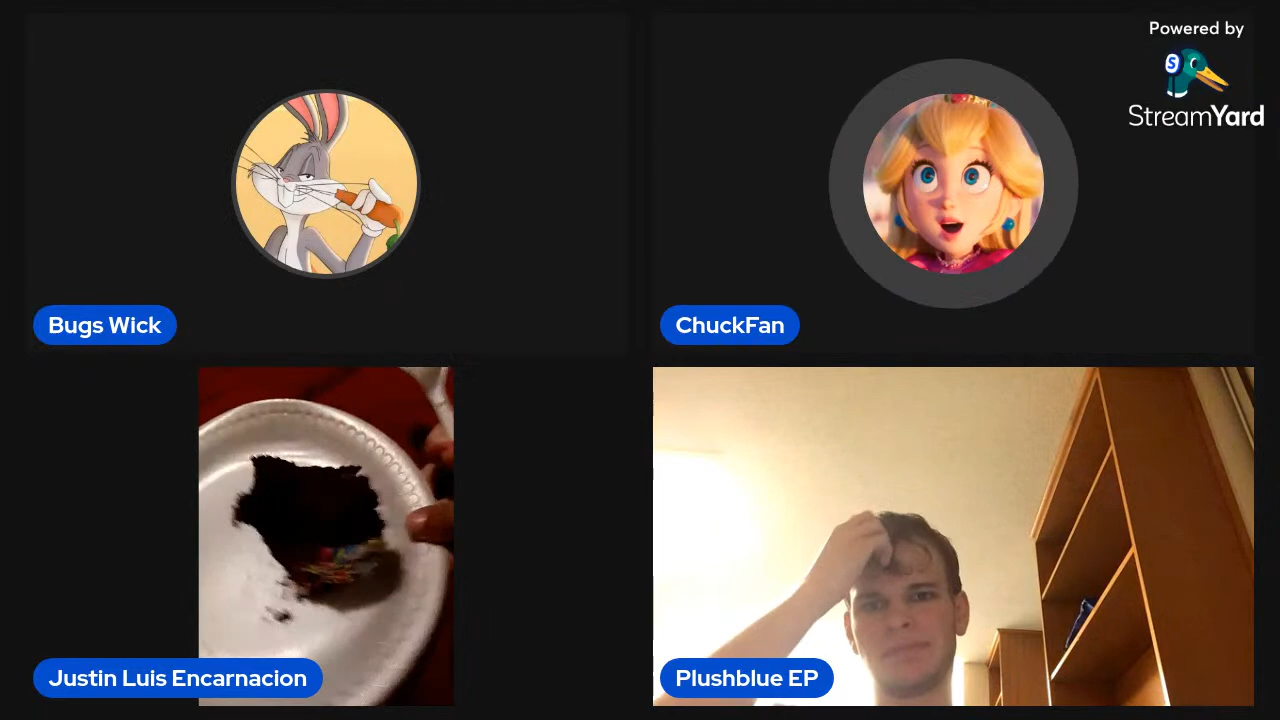 Powered by
S
StreamYard
Bugs Wick
ChuckFan
Justin Luis Encarnacion
Plushblue EP